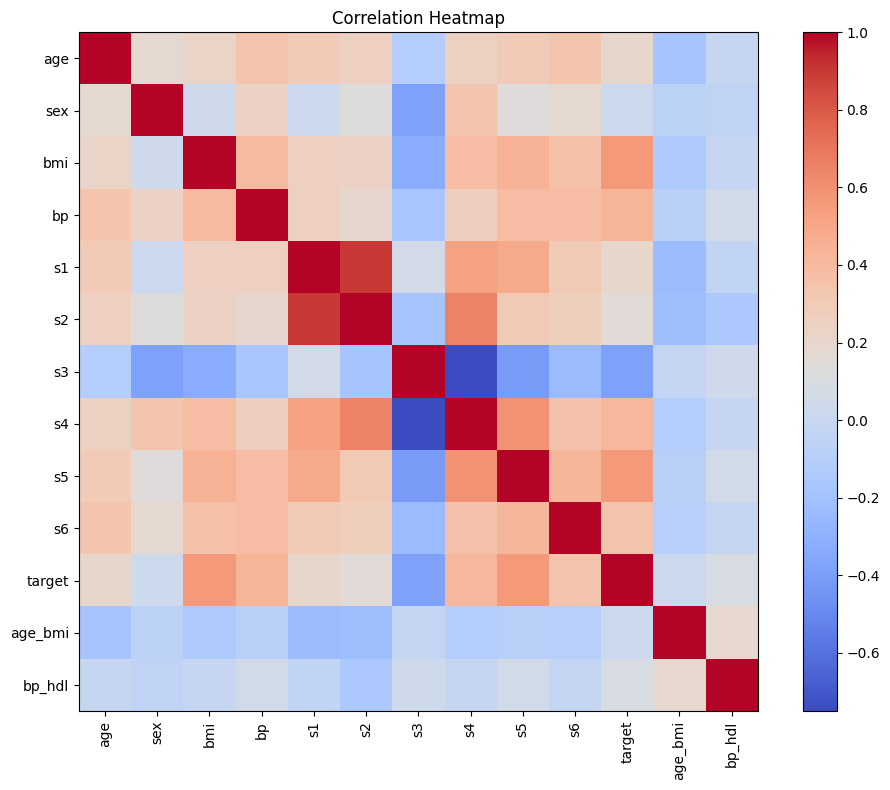 Correlation Heatmap
age
sex
bmi
bp
s1
s2
s3
s4
s5
s6
target
age_bmi
bp_hdl
age
sex
bmi
bp
s1
s2
s3
s4
s5
s6
target
age_bmi
bp_hdl
1.0
0.8
0.6
0.4
0.2
0.0
−0.2
−0.4
−0.6